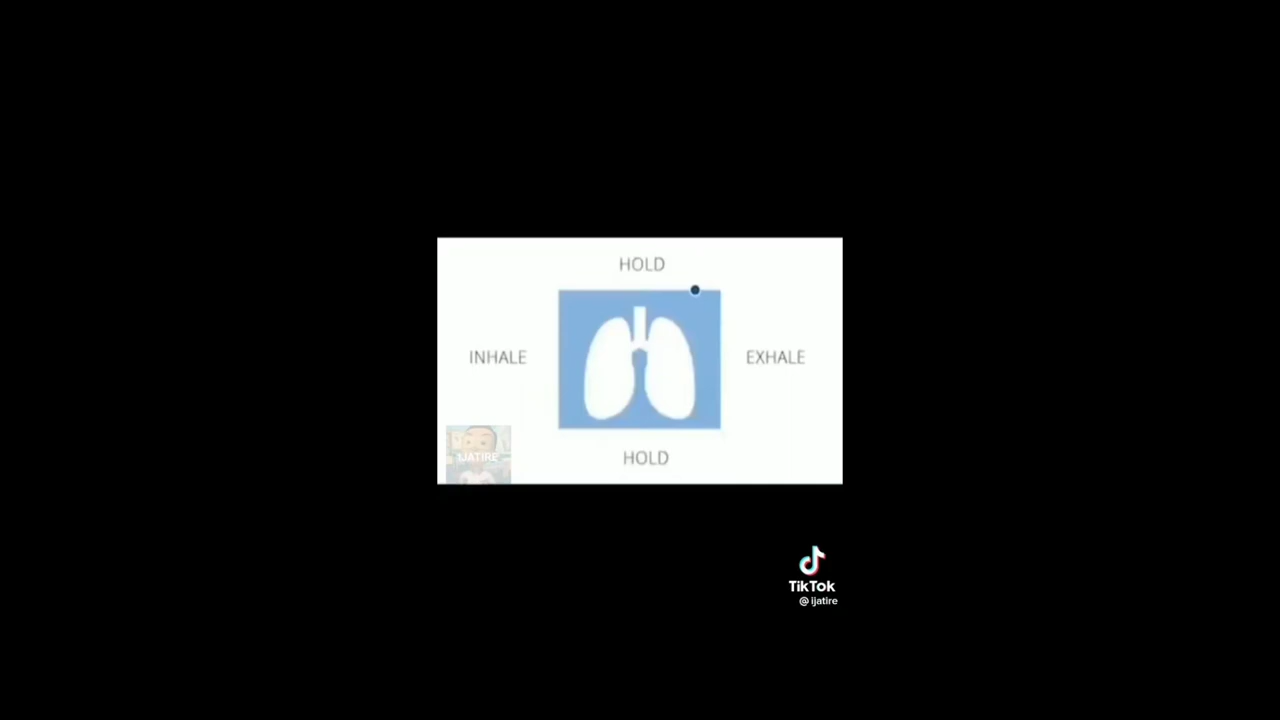 HOLD
INHALE
EXHALE
IJATIRE
HOLD
TikTok
@ijatire